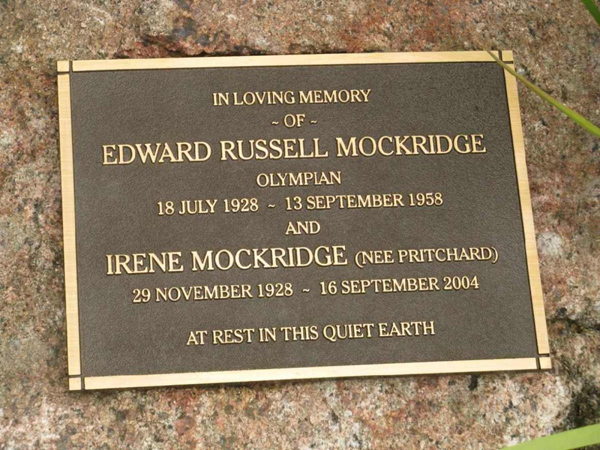 IN LOVING MEMORY
~ OF ~
EDWARD RUSSELL MOCKRIDGE
OLYMPIAN
18 JULY 1928 ~ 13 SEPTEMBER 1958
AND
IRENE MOCKRIDGE (NEE PRITCHARD)
29 NOVEMBER 1928 ~ 16 SEPTEMBER 2004
AT REST IN THIS QUIET EARTH